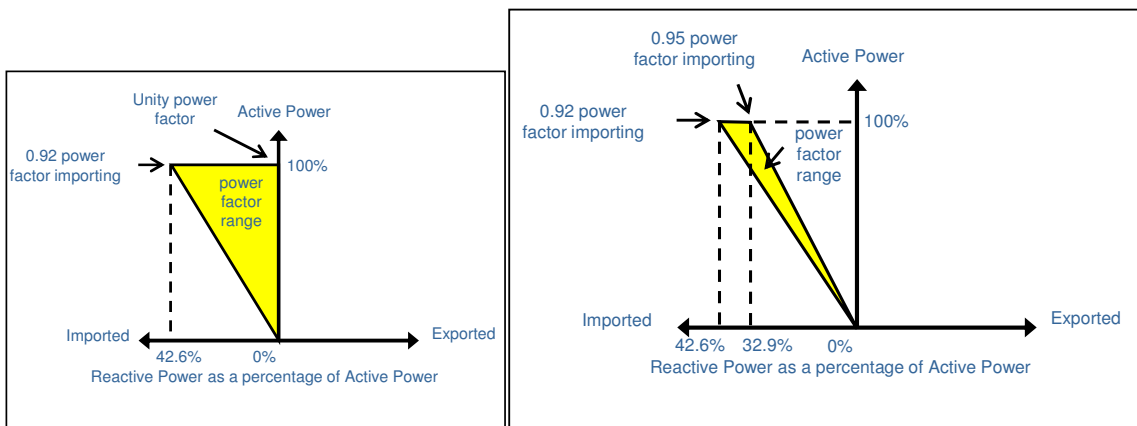 Unity power
factor
Active Power
0.92 power
factor importing
100%
power
factor
range
Imported
Exported
42.6%
0%
Reactive Power as a percentage of Active Power
0.95 power
factor importing
Active Power
0.92 power
factor importing
100%
power
factor
range
Imported
Exported
42.6%
32.9%
0%
Reactive Power as a percentage of Active Power